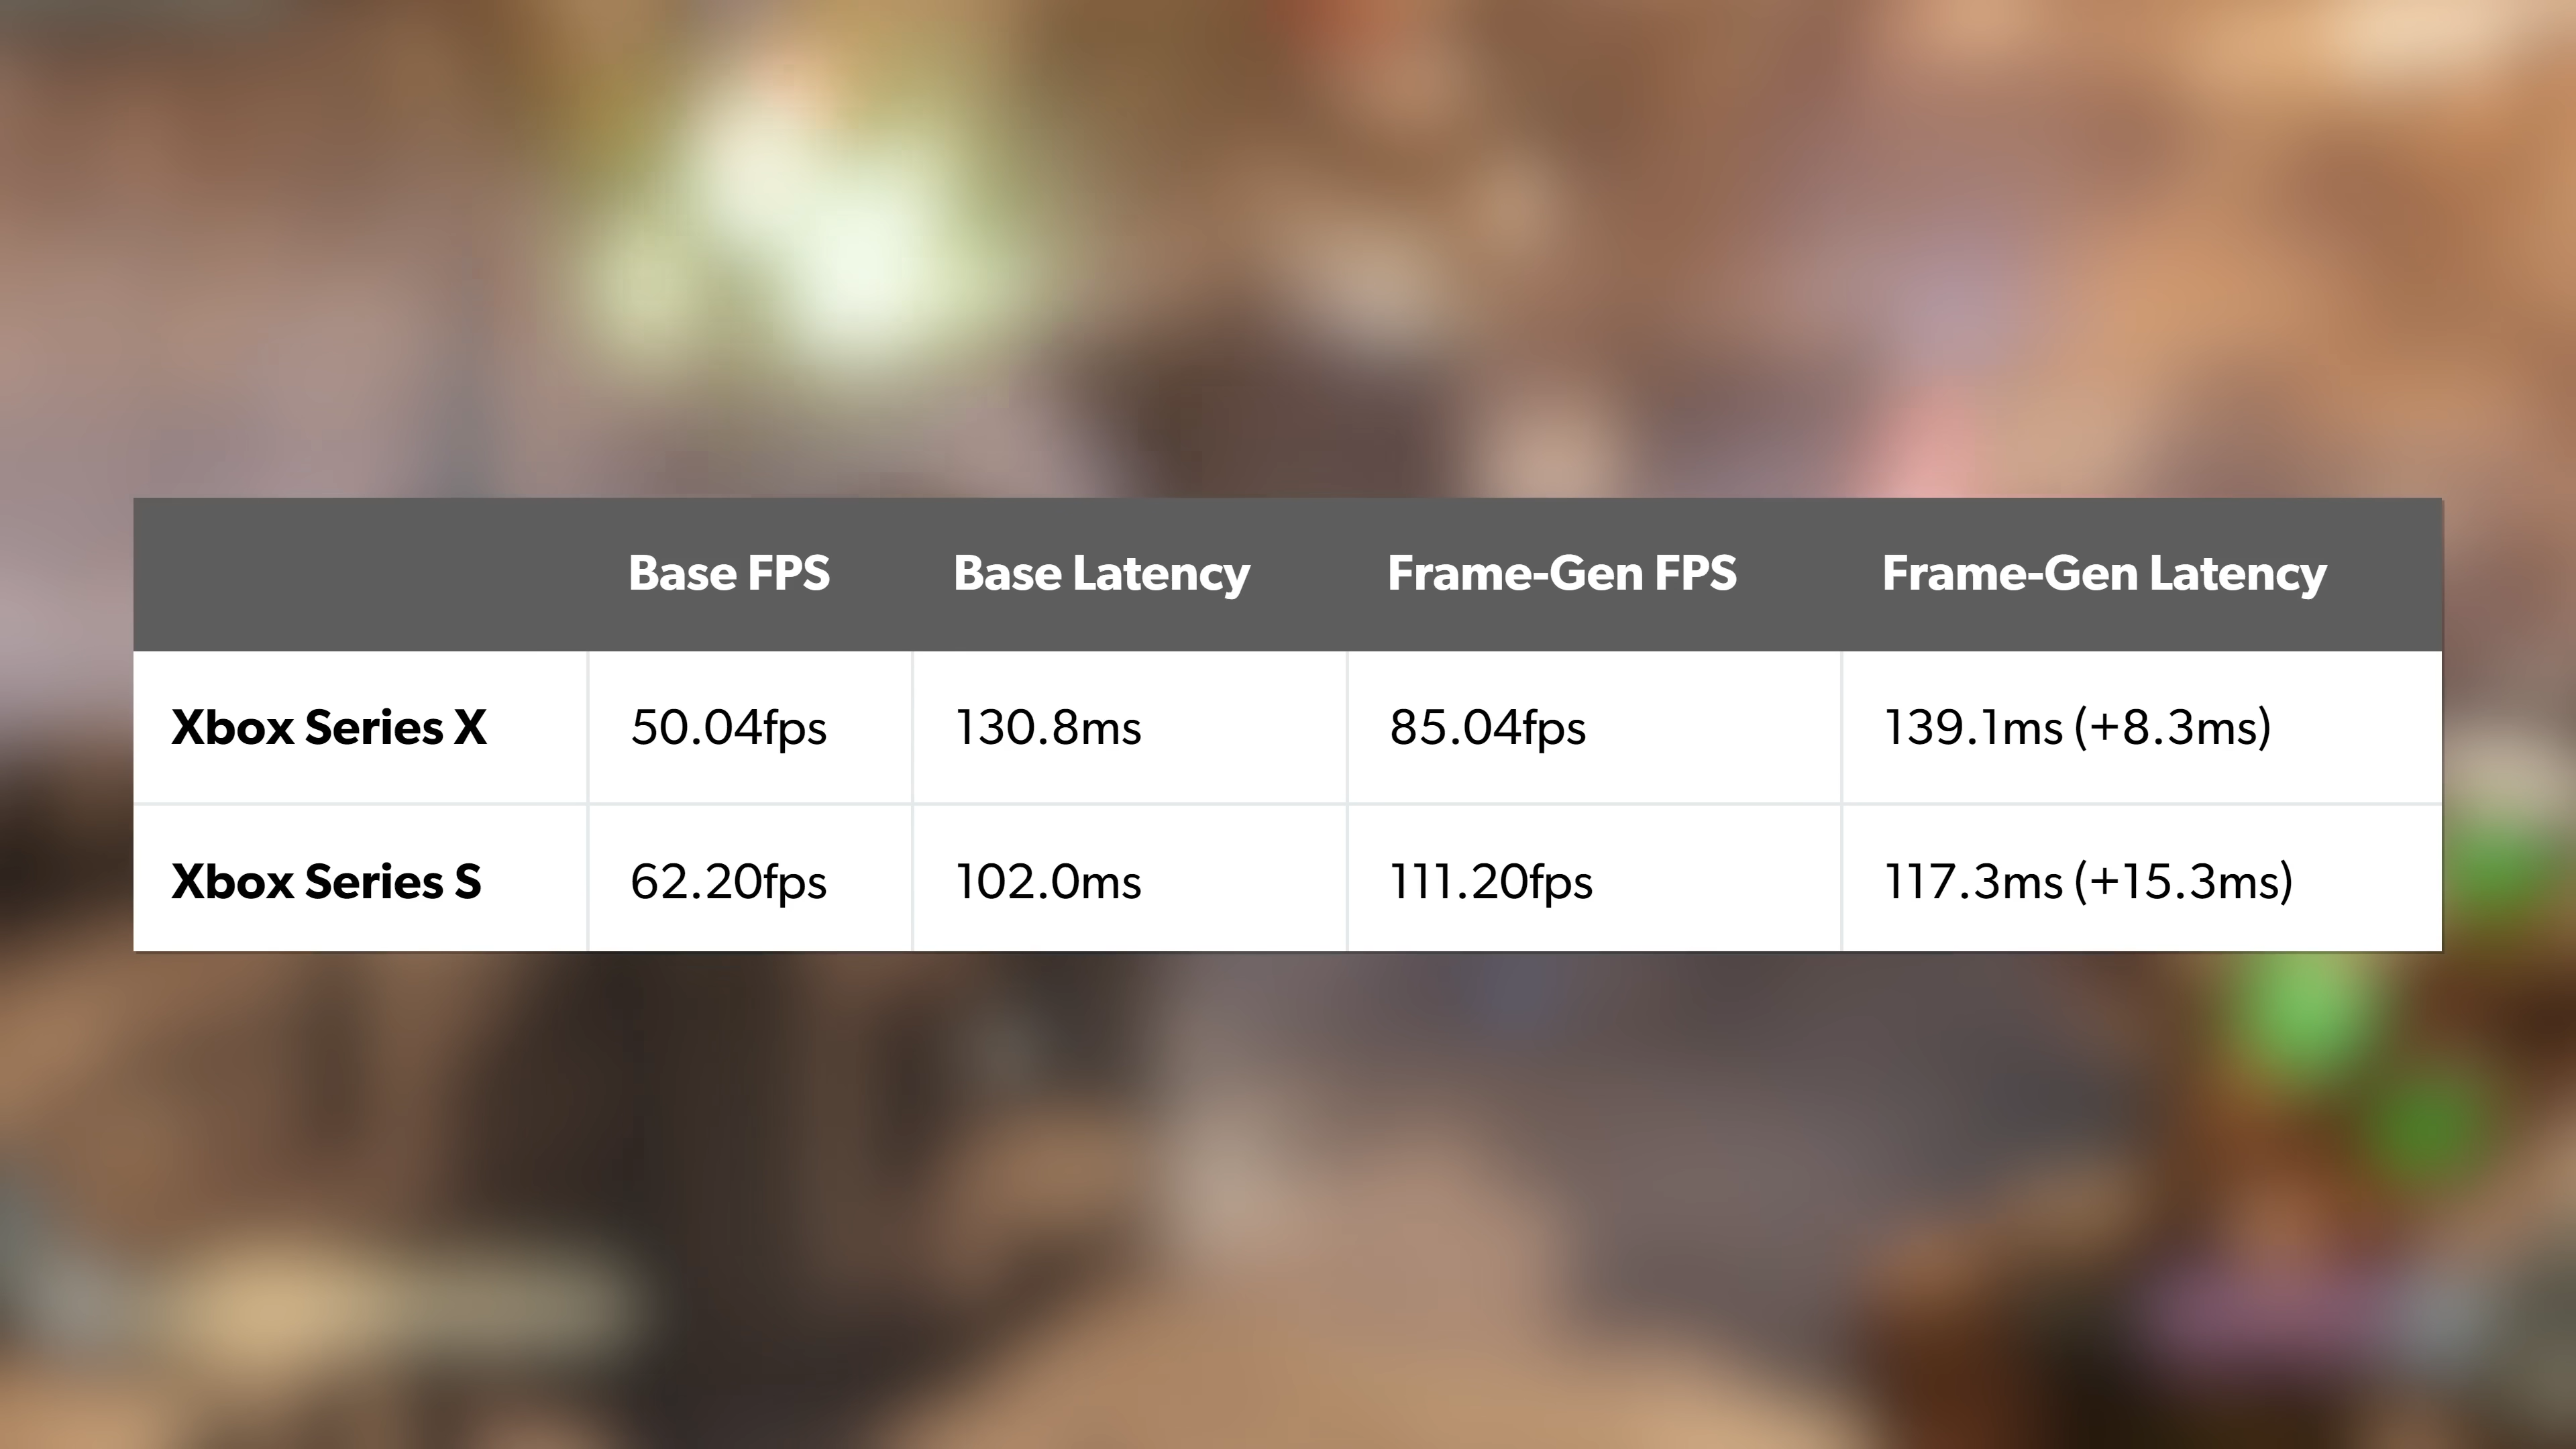 Base FPS Base Latency Frame-Gen FPS Frame-Gen Latency
Xbox Series X 50.04fps 130.8ms 85.04fps 139.1ms (+8.3ms)
Xbox Series S 62.20fps 102.0ms 111.20fps 117.3ms (+15.3ms)